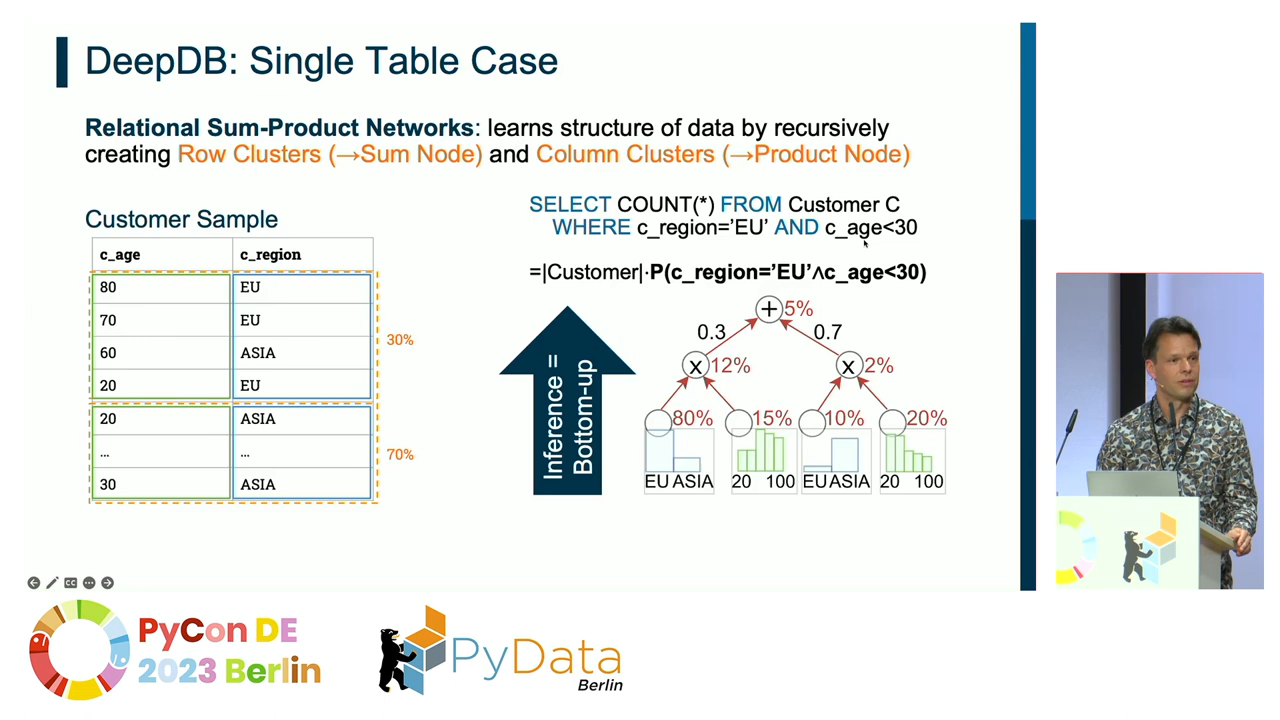 DeepDB: Single Table Case
Relational Sum-Product Networks: learns structure of data by recursively
creating Row Clusters (→Sum Node) and Column Clusters (→Product Node)
Customer Sample
c_age c_region
80 EU
70 EU
60 ASIA
20 EU
20 ASIA
... ...
30 ASIA
30%
70%
SELECT COUNT(*) FROM Customer C
WHERE c_region='EU' AND c_age<30
=|Customer|·P(c_region='EU'∧c_age<30)
Inference =
Bottom-up
+ 5%
0.3 0.7
x 12% x 2%
80% 15% 10% 20%
EU ASIA 20 100 EU ASIA 20 100
CC
PyCon DE
2023 Berlin
PyData
Berlin